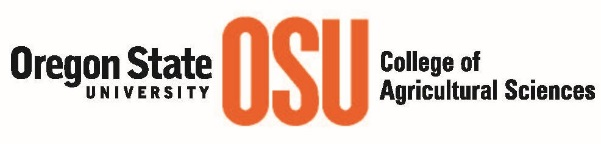 Oregon State
UNIVERSITY
OSU
College of
Agricultural Sciences